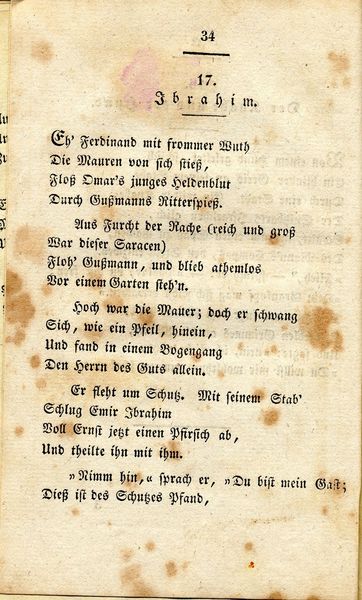 34
17.
Ibrahim.
Eh' Ferdinand mit frommer Wuth
Die Mauren von sich stieß,
Floß Omar's junges Heldenblut
Durch Gußmanns Ritterspieß.
Aus Furcht der Rache (reich und groß
War dieser Saracen)
Floh' Gußmann, und blieb athemlos
Vor einem Garten steh'n.
Hoch war die Mauer; doch er schwang
Sich, wie ein Pfeil, hinein,
Und fand in einem Bogengang
Den Herrn des Guts allein.
Er fleht um Schutz. Mit seinem Stab'
Schlug Emir Ibrahim
Voll Ernst jetzt einen Pfirsich ab,
Und theilte ihn mit ihm.
»Nimm hin,« sprach er, »Du bist mein Gast;
Dieß ist des Schutzes Pfand,